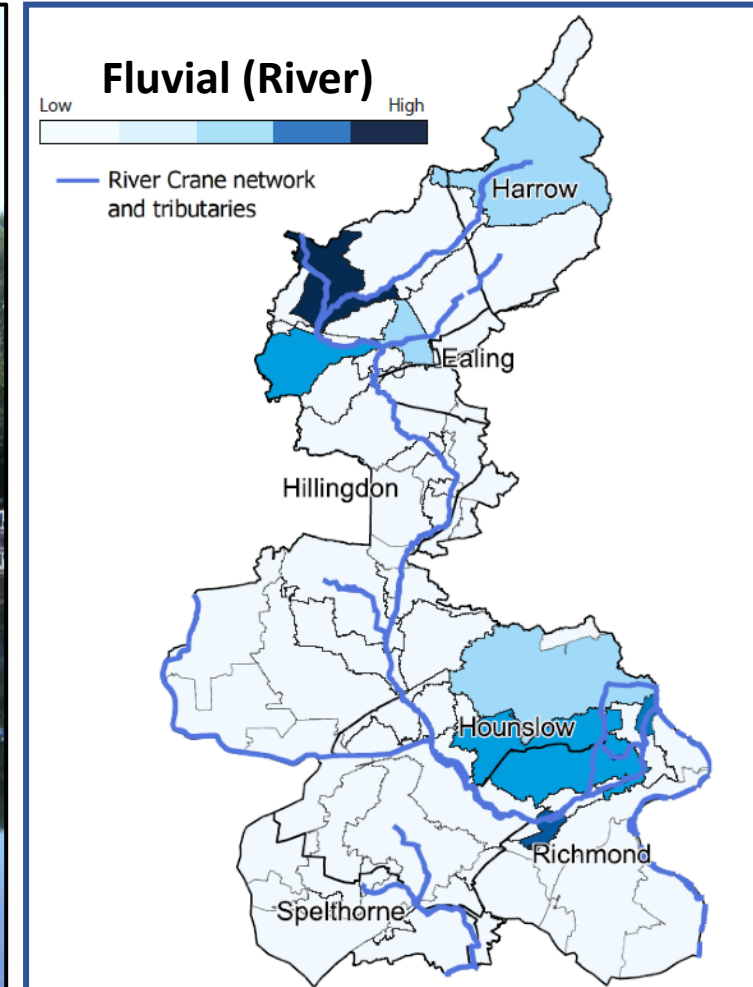 Fluvial (River)
Low High
River Crane network
and tributaries
Harrow
Ealing
Hillingdon
Hounslow
Richmond
Spelthorne